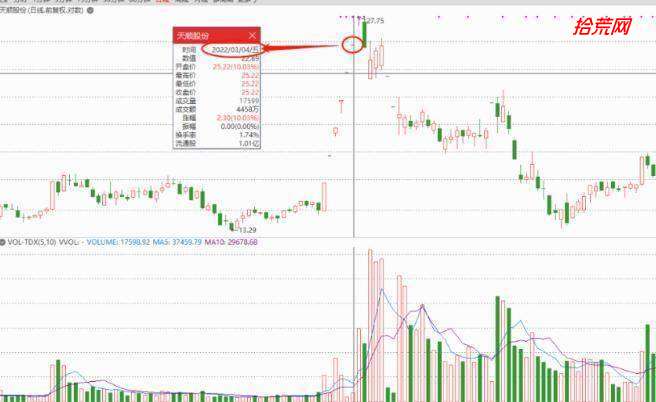 天顺股份 (日线,前复权,对数)
拾荒网
27.75
天顺股份
时间 2022/03/04/五
数值 22.85
开盘价 25.22(10.03%)
最高价 25.22
最低价 25.22
收盘价 25.22
成交量 17599
成交额 4458万
涨幅 2.30(10.03%)
振幅 0.00(0.00%)
换手率 1.74%
流通股 1.01亿
13.29
VOL-TDX(5,10) VVOL: - VOLUME: 17598.92 MA5: 37459.79 MA10: 29678.68